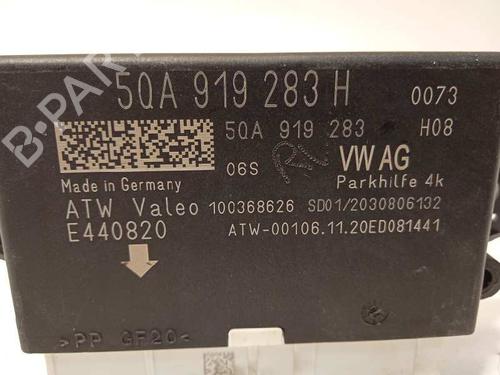 5QA 919 283 H 0073
5QA 919 283 H08
06S VW AG
Made in Germany Parkhilfe 4k
ATW Valeo 100368626 SD01/2030806132
E440820 ATW-00106.11.20ED081441
>PP GF20<
B-PARTS